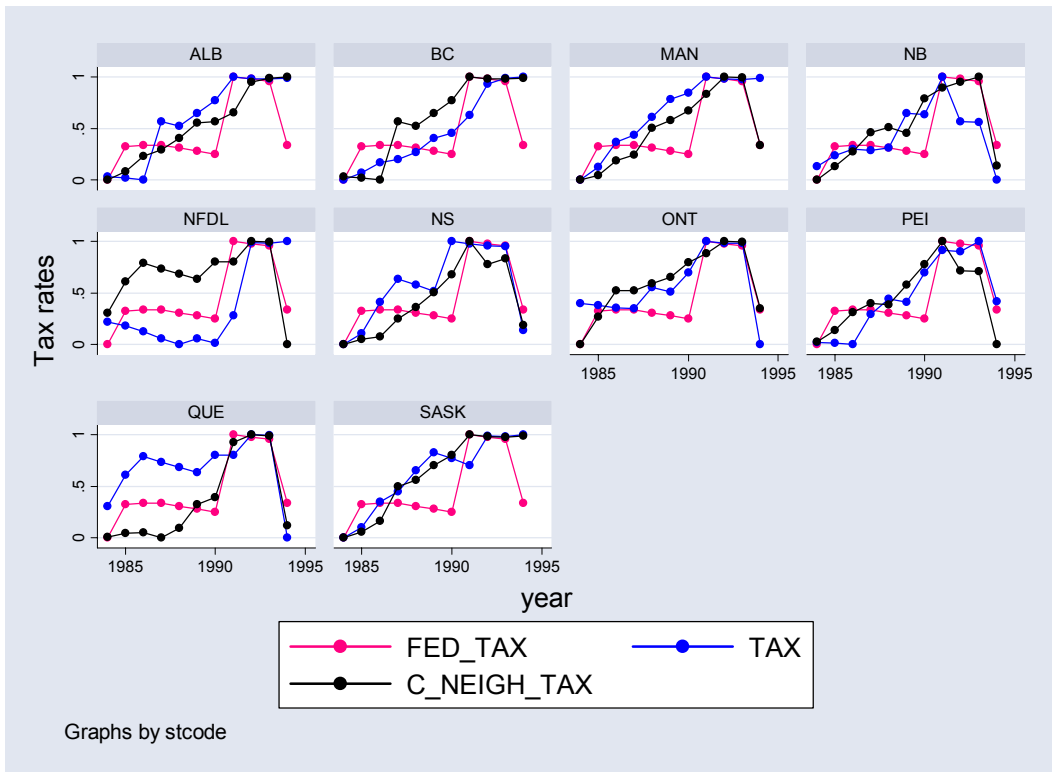 ALB BC MAN NB
1
.5
0
NFDL NS ONT PEI
1
.5
0
1985 1990 1995 1985 1990 1995
QUE SASK
1
.5
0
1985 1990 1995 1985 1990 1995
Tax rates
year
FED_TAX TAX
C_NEIGH_TAX
Graphs by stcode